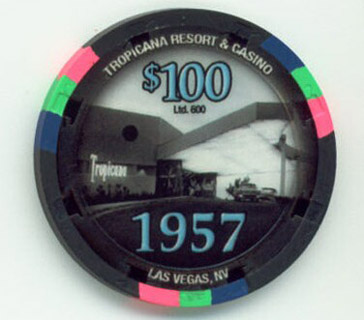 TROPICANA RESORT & CASINO
$100
Ltd. 600
Tropicana
1957
LAS VEGAS, NV